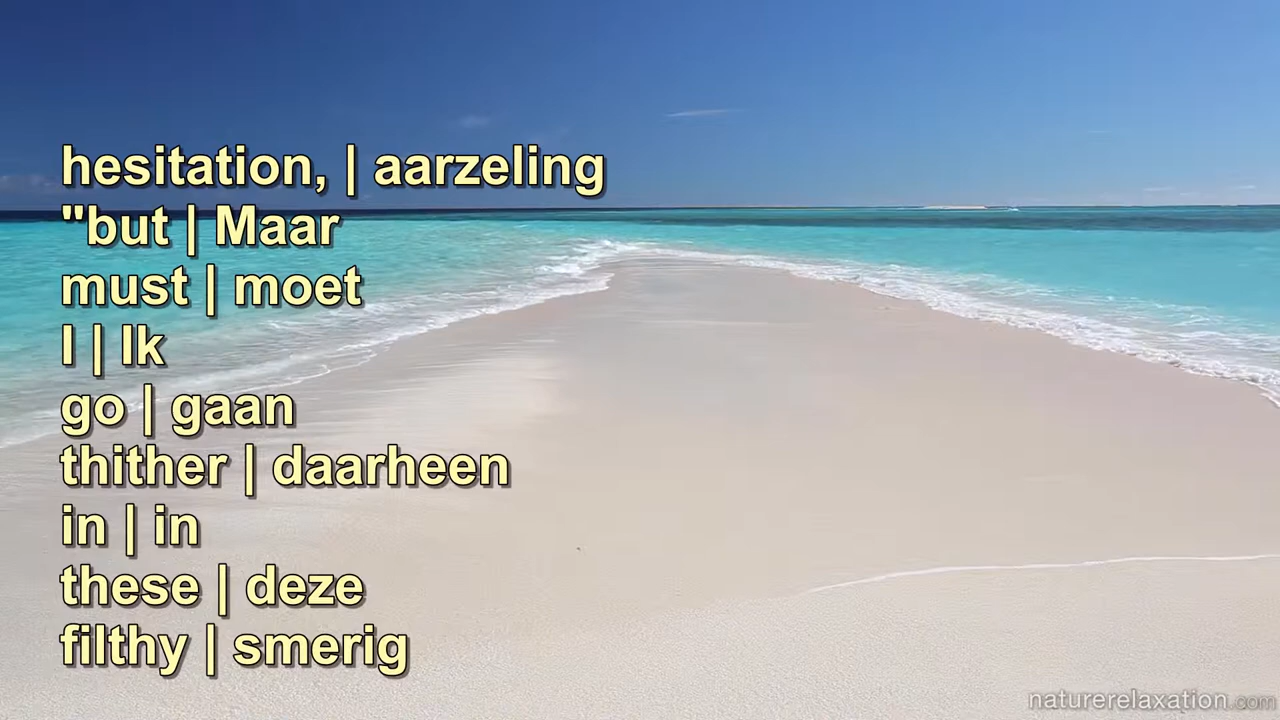 hesitation, | aarzeling
"but | Maar
must | moet
I | Ik
go | gaan
thither | daarheen
in | in
these | deze
filthy | smerig
naturerelaxation.com